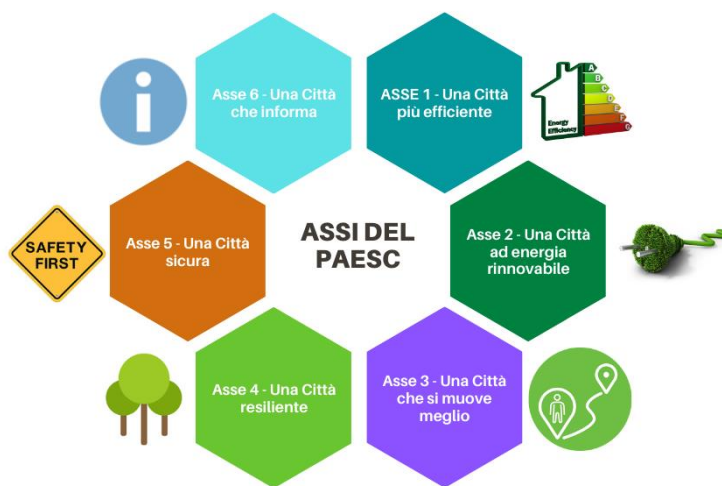 Asse 6 - Una Città
che informa
ASSE 1 - Una Città
più efficiente
A
B
C
D
E
F
G
Energy
Efficiency
SAFETY
FIRST
Asse 5 - Una Città
sicura
ASSI DEL
PAESC
Asse 2 - Una Città
ad energia
rinnovabile
Asse 4 - Una Città
resiliente
Asse 3 - Una Città
che si muove
meglio